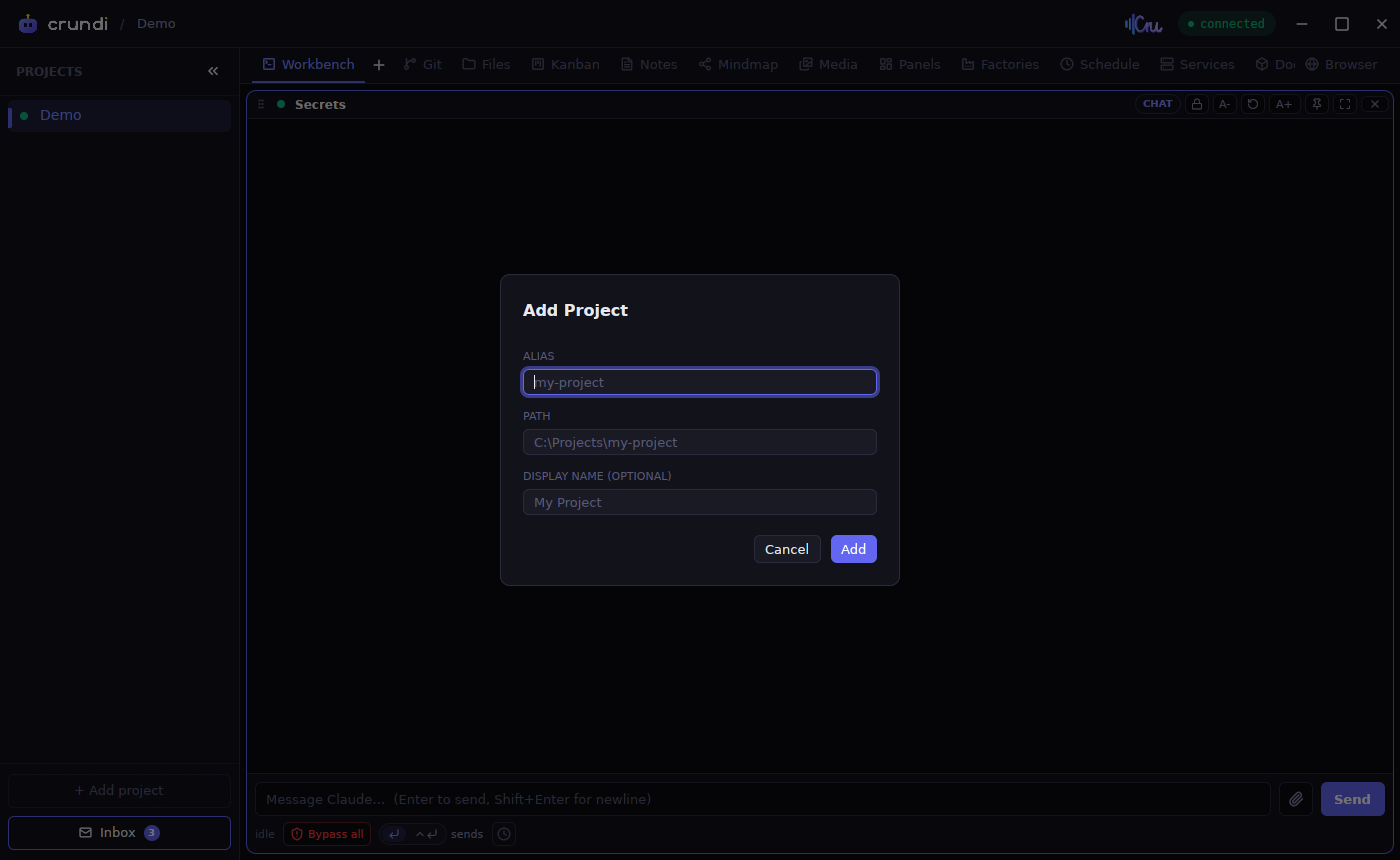 crundi / Demo
Cru
connected
PROJECTS
Workbench
Git
Files
Kanban
Notes
Mindmap
Media
Panels
Factories
Schedule
Services
Doc
Browser
Demo
Secrets
CHAT
A-
A+
Add Project
ALIAS
my-project
PATH
C:\Projects\my-project
DISPLAY NAME (OPTIONAL)
My Project
Cancel
Add
+ Add project
Inbox 3
Message Claude... (Enter to send, Shift+Enter for newline)
Send
idle
Bypass all
sends